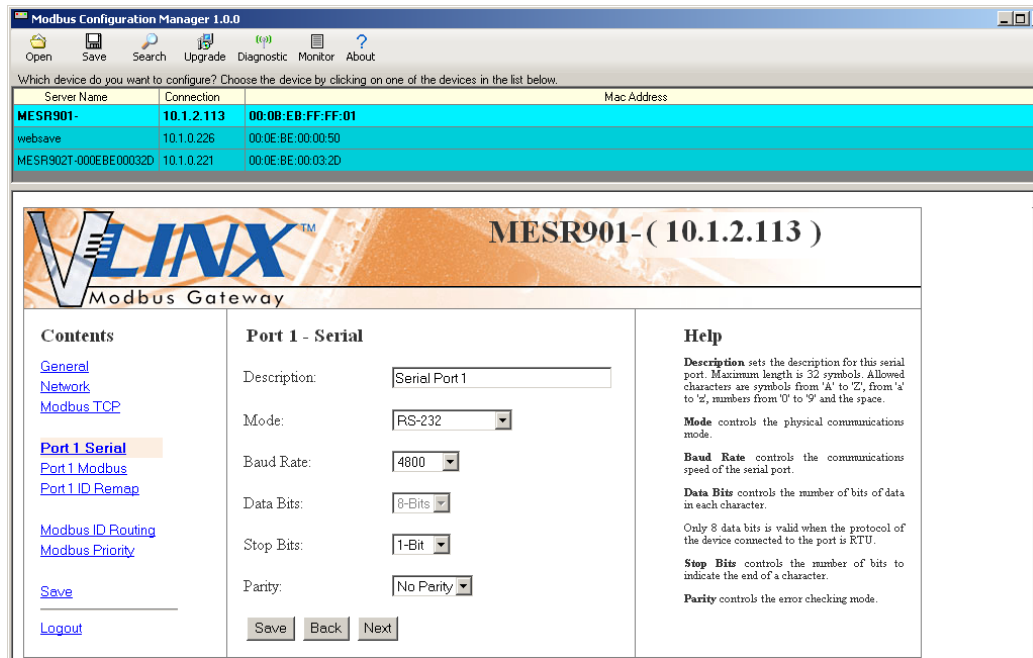 Modbus Configuration Manager 1.0.0
Open Save Search Upgrade Diagnostic Monitor About
Which device do you want to configure? Choose the device by clicking on one of the devices in the list below.
Server Name Connection Mac Address
MESR901- 10.1.2.113 00:0B:EB:FF:FF:01
websave 10.1.0.226 00:0E:BE:00:00:50
MESR902T-000EBE00032D 10.1.0.221 00:0E:BE:00:03:2D
VLINX™
Modbus Gateway
MESR901- ( 10.1.2.113 )
Contents
General
Network
Modbus TCP
Port 1 Serial
Port 1 Modbus
Port 1 ID Remap
Modbus ID Routing
Modbus Priority
Save
Logout
Port 1 - Serial
Description: Serial Port 1
Mode: RS-232
Baud Rate: 4800
Data Bits: 8-Bits
Stop Bits: 1-Bit
Parity: No Parity
Save Back Next
Help
Description sets the description for this serial
port. Maximum length is 32 symbols. Allowed
characters are symbols from 'A' to 'Z', from 'a'
to 'z', numbers from '0' to '9' and the space.
Mode controls the physical communications
mode.
Baud Rate controls the communications
speed of the serial port.
Data Bits controls the number of bits of data
in each character.
Only 8 data bits is valid when the protocol of
the device connected to the port is RTU.
Stop Bits controls the number of bits to
indicate the end of a character.
Parity controls the error checking mode.